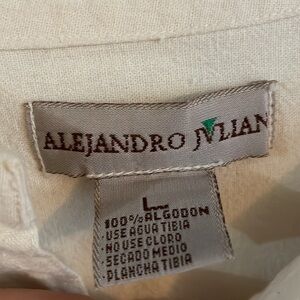 ALEJANDRO JVLIAN
L
100% ALGODON
·USE AGUA TIBIA
·NO USE CLORO
·SECADO MEDIO
·PLANCHA TIBIA